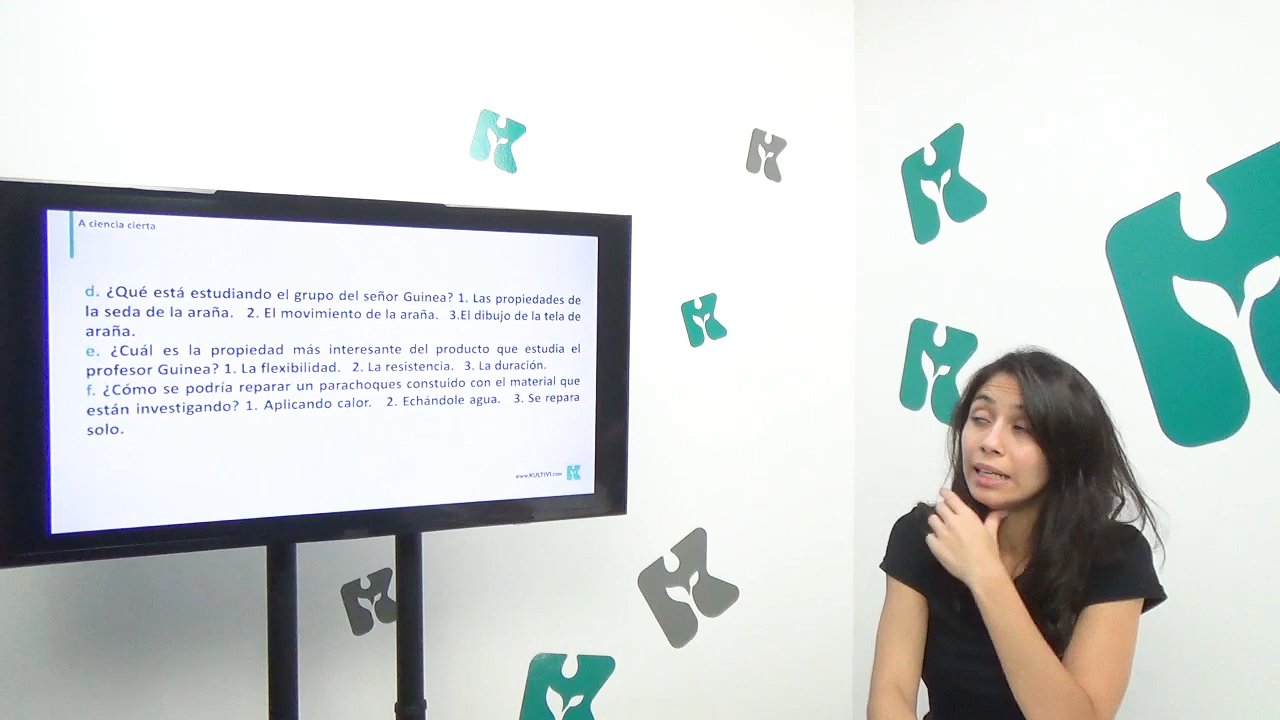 A ciencia cierta
d. ¿Qué está estudiando el grupo del señor Guinea? 1. Las propiedades de
la seda de la araña. 2. El movimiento de la araña. 3.El dibujo de la tela de
araña.
e. ¿Cuál es la propiedad más interesante del producto que estudia el
profesor Guinea? 1. La flexibilidad. 2. La resistencia. 3. La duración.
f. ¿Cómo se podría reparar un parachoques constuido con el material que
están investigando? 1. Aplicando calor. 2. Echándole agua. 3. Se repara
solo.
www.KULTIVI.com